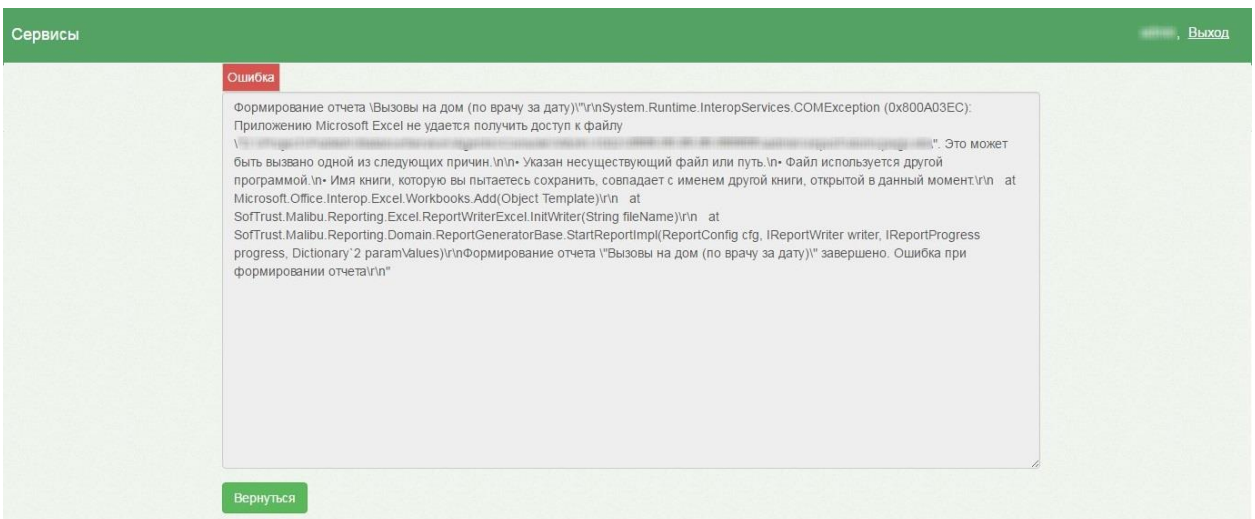 Сервисы
, Выход
Ошибка
Формирование отчета \Вызовы на дом (по врачу за дату)\"\r\nSystem.Runtime.InteropServices.COMException (0x800A03EC):
Приложению Microsoft Excel не удается получить доступ к файлу
\" \". Это может
быть вызвано одной из следующих причин.\n\n• Указан несуществующий файл или путь.\n• Файл используется другой
программой.\n• Имя книги, которую вы пытаетесь сохранить, совпадает с именем другой книги, открытой в данный момент.\r\n at
Microsoft.Office.Interop.Excel.Workbooks.Add(Object Template)\r\n at
SofTrust.Malibu.Reporting.Excel.ReportWriterExcel.InitWriter(String fileName)\r\n at
SofTrust.Malibu.Reporting.Domain.ReportGeneratorBase.StartReportImpl(ReportConfig cfg, IReportWriter writer, IReportProgress
progress, Dictionary`2 paramValues)\r\nФормирование отчета \"Вызовы на дом (по врачу за дату)\" завершено. Ошибка при
формировании отчета\r\n"
Вернуться